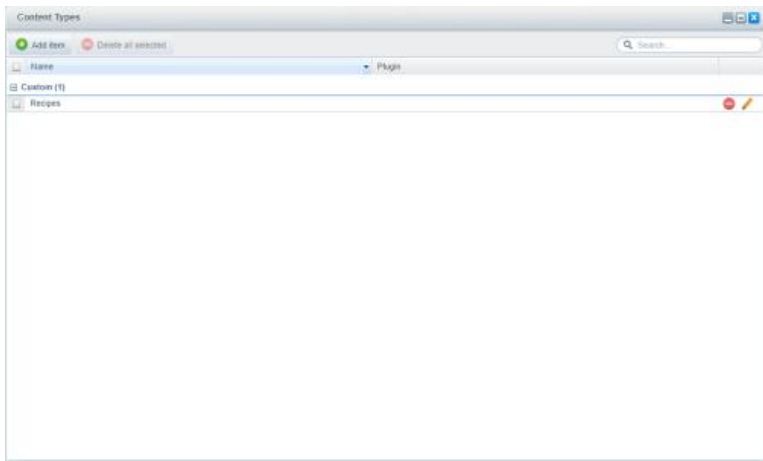 Content Types
Add item Delete all selected
Search...
Name Plugin
Custom (1)
Recipes